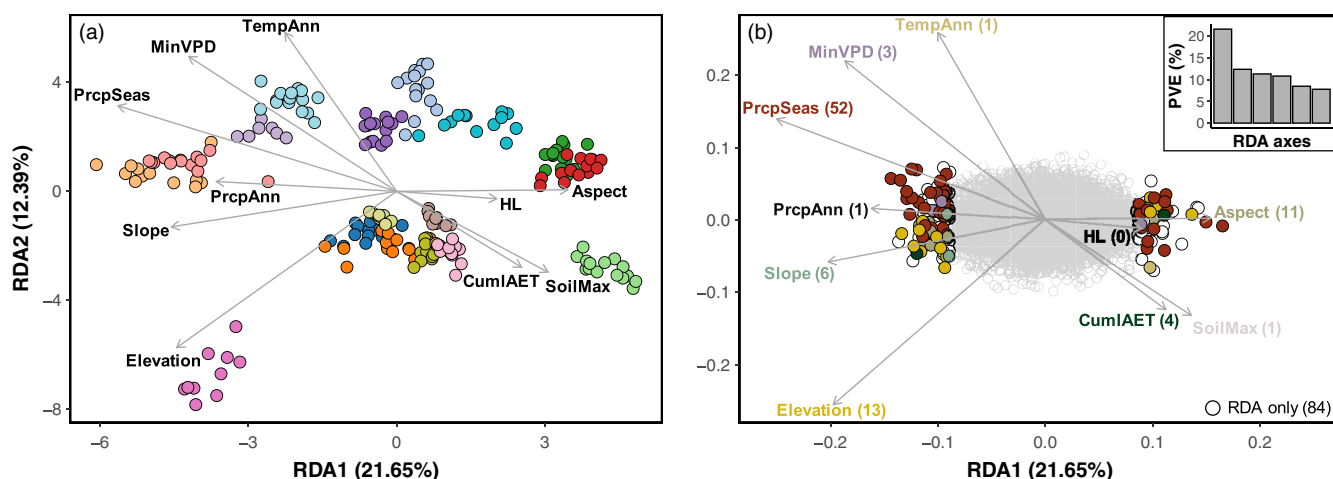 (a)
TempAnn
MinVPD
PrcpSeas
PrcpAnn
Slope
Elevation
Aspect
HL
CumlAET
SoilMax
4
0
−4
−8
−6
−3
0
3
RDA2 (12.39%)
RDA1 (21.65%)
(b)
TempAnn (1)
MinVPD (3)
PrcpSeas (52)
PrcpAnn (1)
Slope (6)
Elevation (13)
Aspect (11)
HL (0)
CumlAET (4)
SoilMax (1)
RDA only (84)
0.2
0.1
0.0
−0.1
−0.2
−0.2
−0.1
0.0
0.1
0.2
RDA1 (21.65%)
PVE (%)
20
15
10
5
0
RDA axes